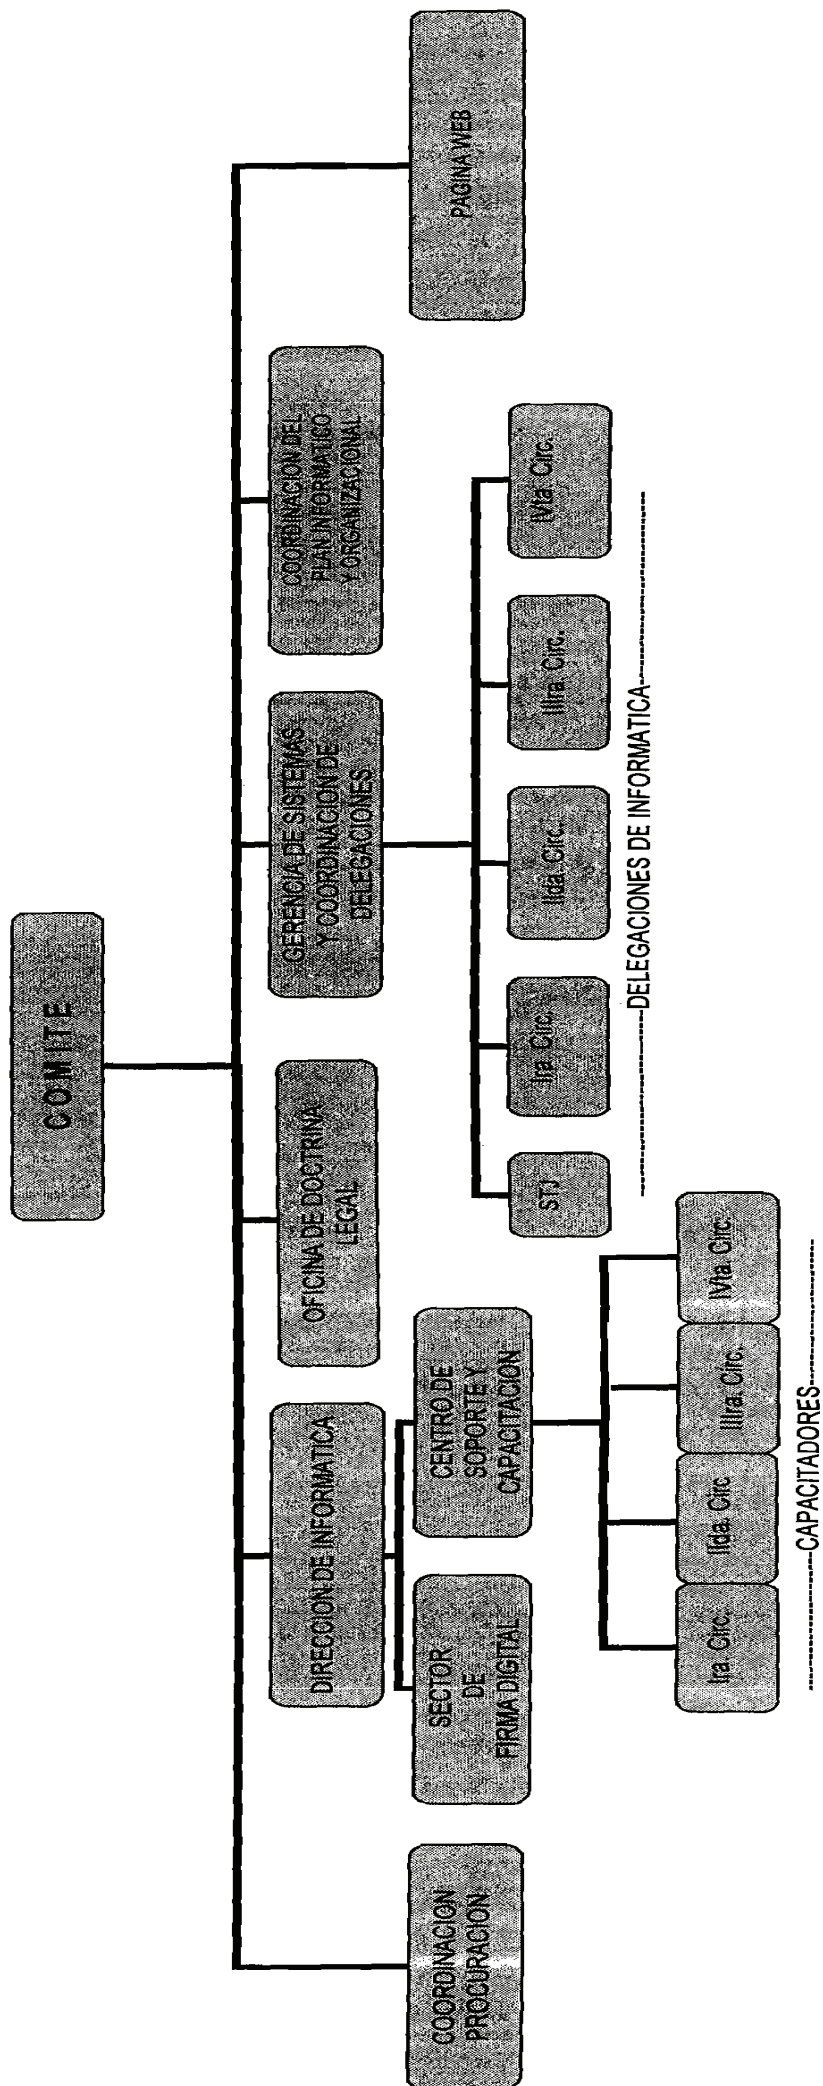 COMITE
COORDINACION
PROCURACION
DIRECCION DE INFORMATICA
OFICINA DE DOCTRINA
LEGAL
GERENCIA DE SISTEMAS
Y COORDINACION DE
DELEGACIONES
COORDINACION DEL
PLAN INFORMATICO
Y ORGANIZACIONAL
PAGINA WEB
SECTOR
DE
FIRMA DIGITAL
CENTRO DE
SOPORTE Y
CAPACITACION
STJ
Ira. Circ.
IIda. Circ.
IIIra. Circ.
IVta. Circ.
DELEGACIONES DE INFORMATICA
Ira. Circ.
IIda. Circ
IIIra. Circ.
IVta. Circ.
CAPACITADORES